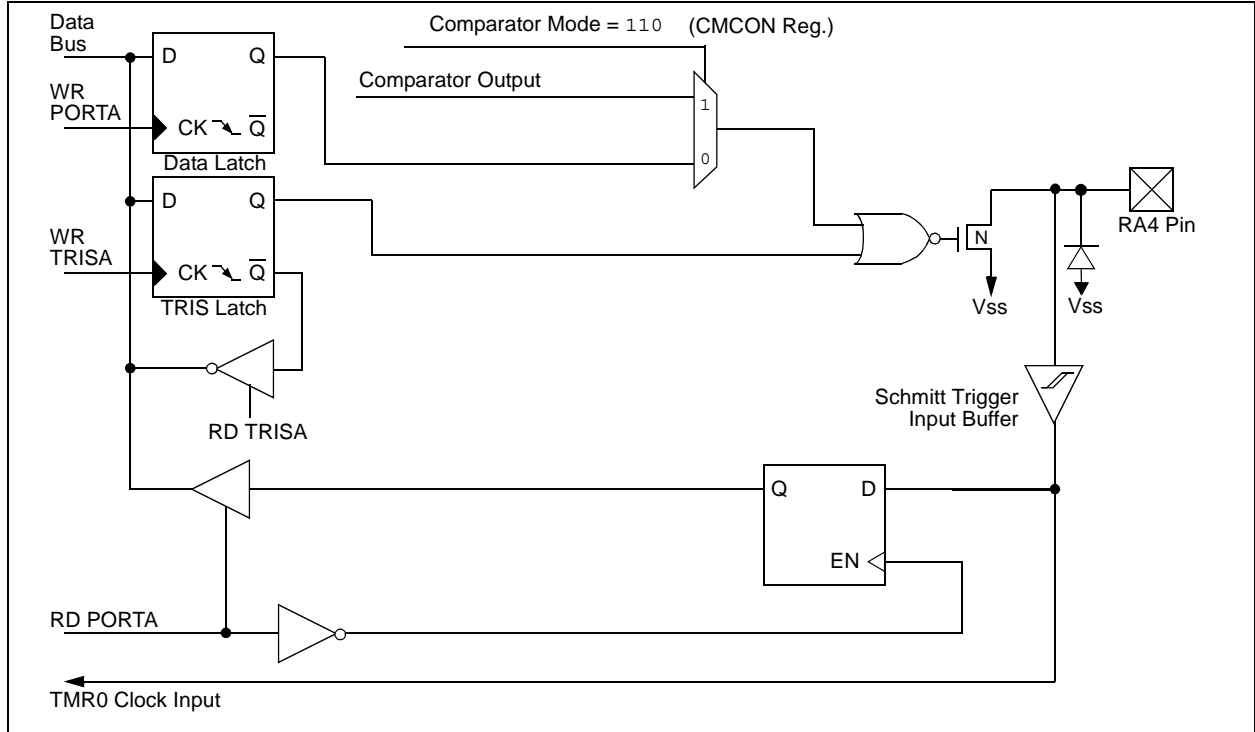 Data
Bus
Comparator Mode = 110 (CMCON Reg.)
D Q
WR
PORTA
Comparator Output
1
CK Q̅
0
Data Latch
D Q
WR
TRISA
CK Q̅
TRIS Latch
N
RA4 Pin
Vss
Vss
RD TRISA
Schmitt Trigger
Input Buffer
Q D
EN
RD PORTA
TMR0 Clock Input